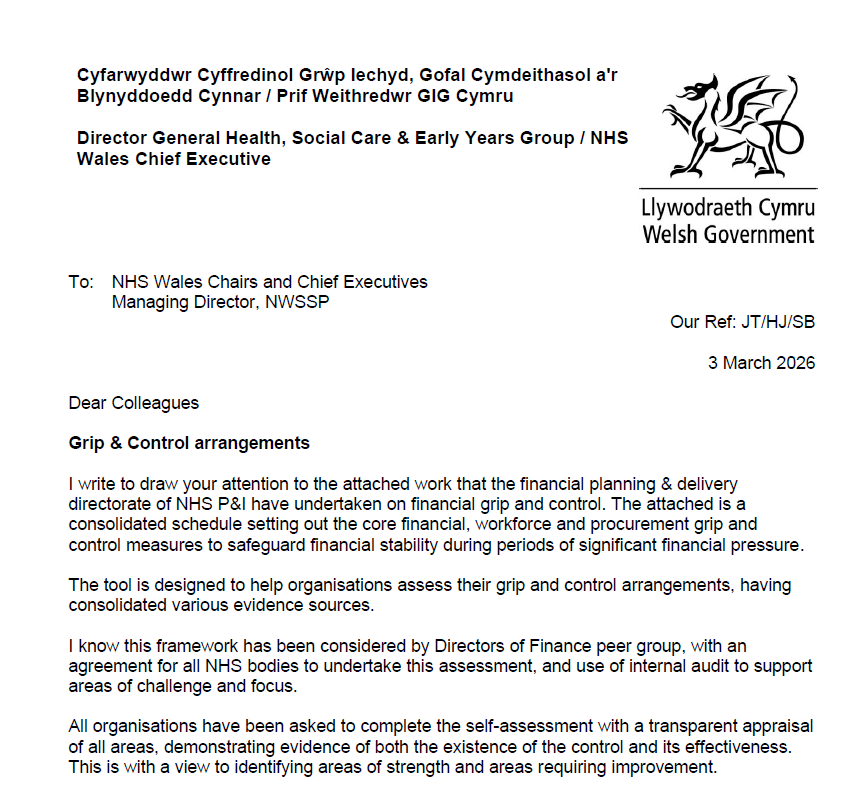 Cyfarwyddwr Cyffredinol Grŵp Iechyd, Gofal Cymdeithasol a'r
Blynyddoedd Cynnar / Prif Weithredwr GIG Cymru
Director General Health, Social Care & Early Years Group / NHS
Wales Chief Executive
Llywodraeth Cymru
Welsh Government
To: NHS Wales Chairs and Chief Executives
Managing Director, NWSSP
Our Ref: JT/HJ/SB
3 March 2026
Dear Colleagues
Grip & Control arrangements
I write to draw your attention to the attached work that the financial planning & delivery
directorate of NHS P&I have undertaken on financial grip and control. The attached is a
consolidated schedule setting out the core financial, workforce and procurement grip and
control measures to safeguard financial stability during periods of significant financial pressure.
The tool is designed to help organisations assess their grip and control arrangements, having
consolidated various evidence sources.
I know this framework has been considered by Directors of Finance peer group, with an
agreement for all NHS bodies to undertake this assessment, and use of internal audit to support
areas of challenge and focus.
All organisations have been asked to complete the self-assessment with a transparent appraisal
of all areas, demonstrating evidence of both the existence of the control and its effectiveness.
This is with a view to identifying areas of strength and areas requiring improvement.